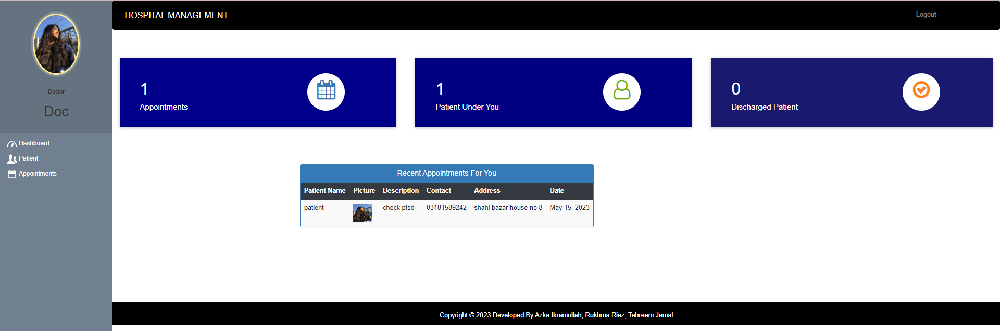 HOSPITAL MANAGEMENT
Logout
Doctor
Doc
Dashboard
Patient
Appointments
1
Appointments
1
Patient Under You
0
Discharged Patient
Recent Appointments For You
Patient Name Picture Description Contact Address Date
patient check ptsd 03181589242 shahi bazar house no 8 May 15, 2023
Copyright © 2023 Developed By Azka Ikramullah, Rukhma Riaz, Tehreem Jamal